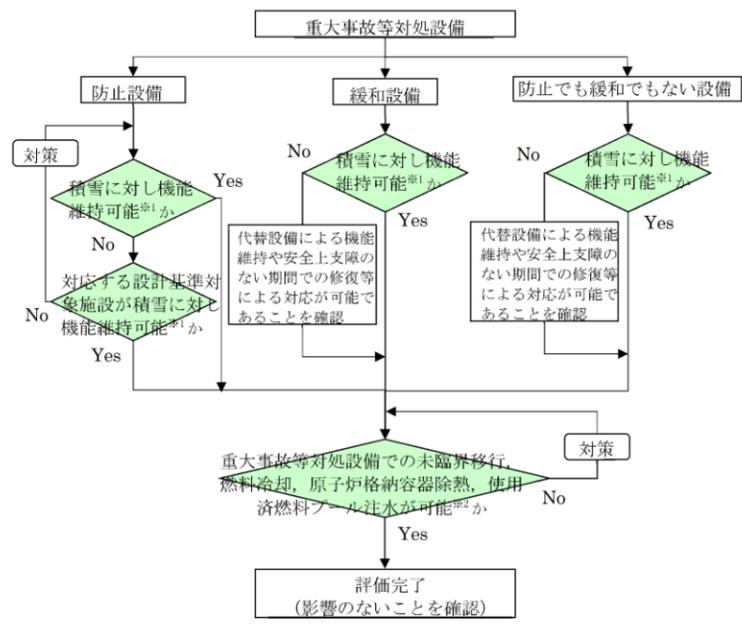 重大事故等対処設備
防止設備
緩和設備
防止でも緩和でもない設備
対策
積雪に対し機能
維持可能※1か
Yes
No
対応する設計基準対
象施設が積雪に対し
機能維持可能※1か
No
Yes
No
積雪に対し機能
維持可能※1か
Yes
代替設備による機能
維持や安全上支障の
ない期間での修復等
による対応が可能で
あることを確認
No
積雪に対し機能
維持可能※1か
Yes
代替設備による機能
維持や安全上支障の
ない期間での修復等
による対応が可能で
あることを確認
対策
重大事故等対処設備での未臨界移行,
燃料冷却,原子炉格納容器除熱,使用
済燃料プール注水が可能※2か
No
Yes
評価完了
(影響のないことを確認)